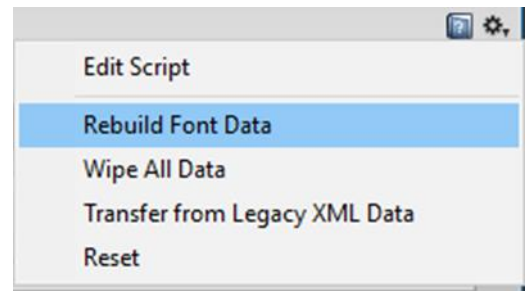 Edit Script
Rebuild Font Data
Wipe All Data
Transfer from Legacy XML Data
Reset